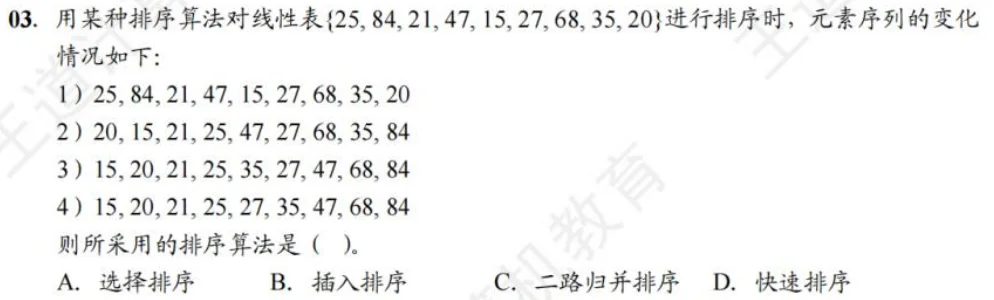 03. 用某种排序算法对线性表{25, 84, 21, 47, 15, 27, 68, 35, 20}进行排序时，元素序列的变化
情况如下：
1）25, 84, 21, 47, 15, 27, 68, 35, 20
2）20, 15, 21, 25, 47, 27, 68, 35, 84
3）15, 20, 21, 25, 35, 27, 47, 68, 84
4）15, 20, 21, 25, 27, 35, 47, 68, 84
则所采用的排序算法是（ ）。
A. 选择排序 B. 插入排序 C. 二路归并排序 D. 快速排序